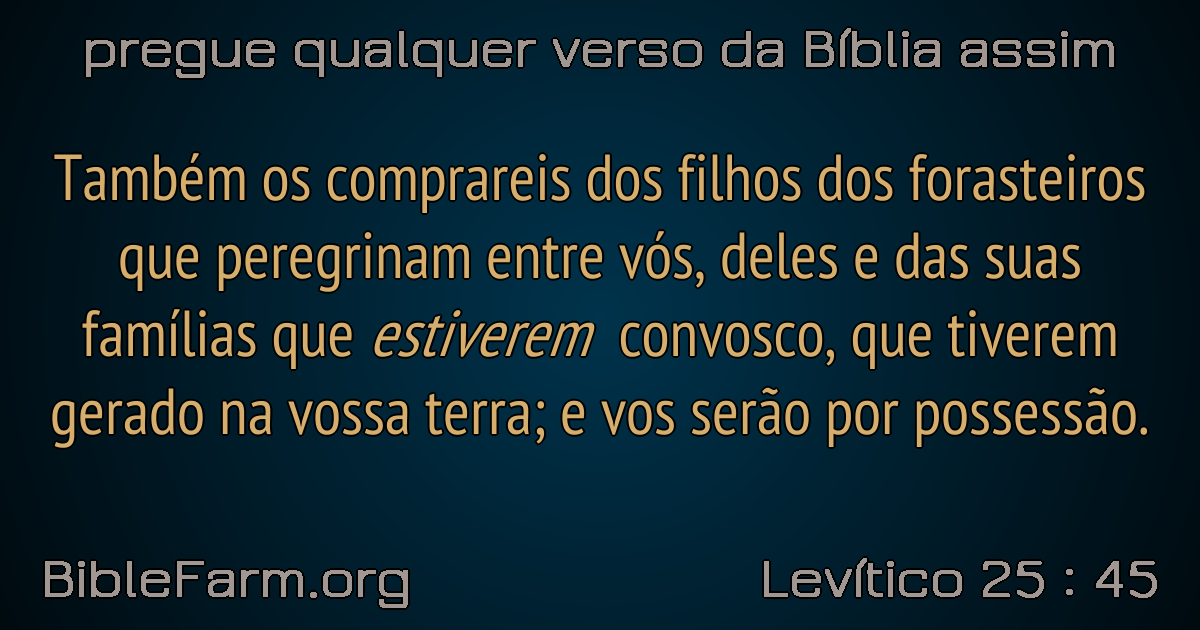 pregue qualquer verso da Bíblia assim
Também os comprareis dos filhos dos forasteiros
que peregrinam entre vós, deles e das suas
famílias que estiverem convosco, que tiverem
gerado na vossa terra; e vos serão por possessão.
BibleFarm.org
Levítico 25 : 45